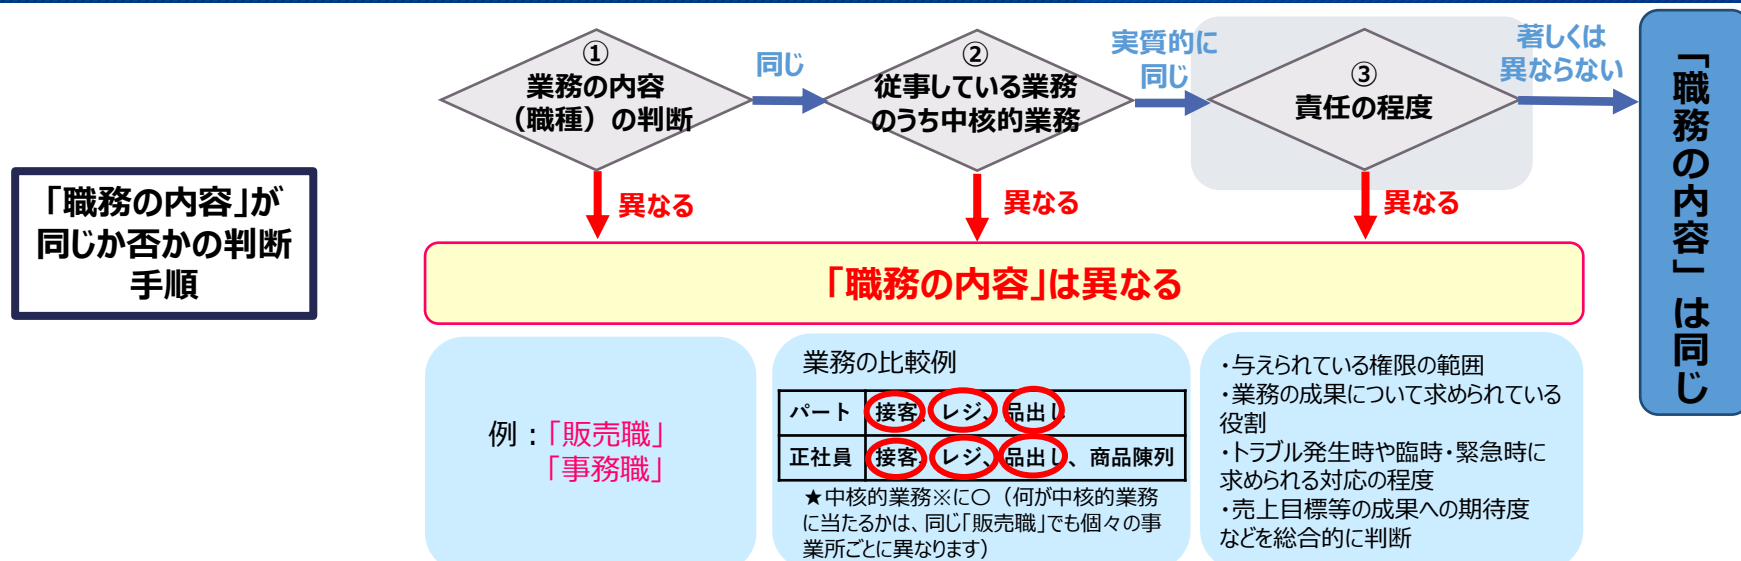 「職務の内容」が
同じか否かの判断
手順
①
業務の内容
（職種）の判断
同じ
②
従事している業務
のうち中核的業務
実質的に
同じ
③
責任の程度
著しくは
異ならない
「職務の内容」は同じ
異なる
異なる
異なる
「職務の内容」は異なる
例：「販売職」
「事務職」
業務の比較例
パート 接客、レジ、品出し
正社員 接客、レジ、品出し、商品陳列
★中核的業務※に〇（何が中核的業務
に当たるかは、同じ「販売職」でも個々の事
業所ごとに異なります）
・与えられている権限の範囲
・業務の成果について求められている
役割
・トラブル発生時や臨時・緊急時に
求められる対応の程度
・売上目標等の成果への期待度
などを総合的に判断